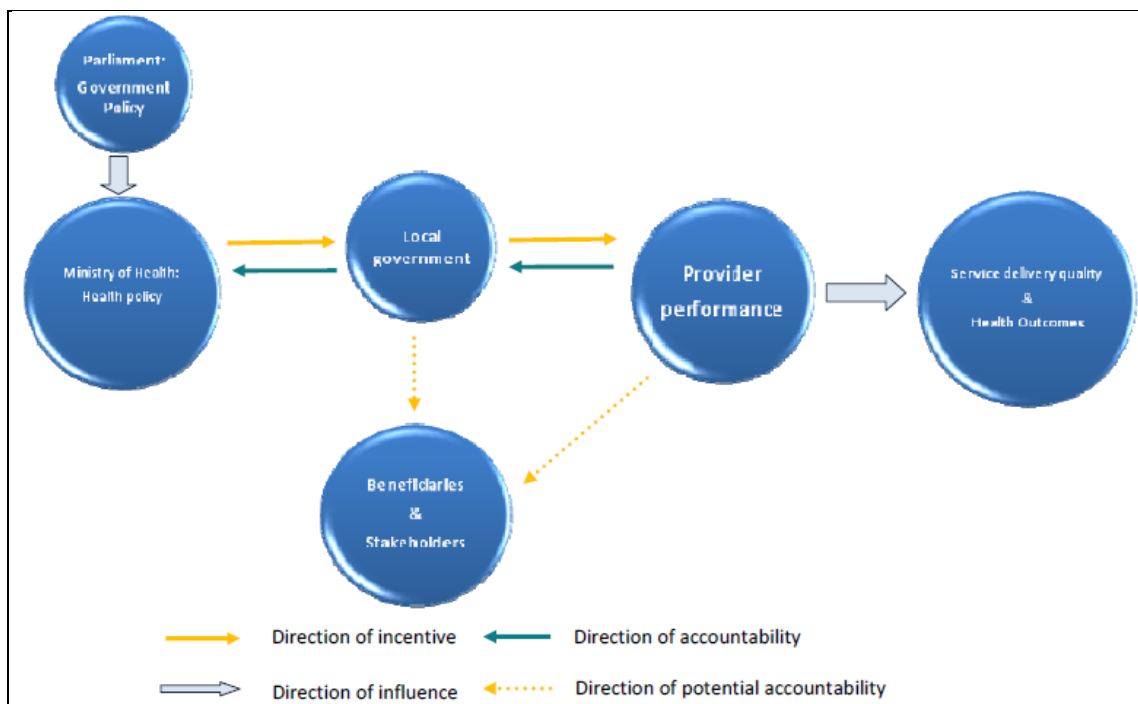 Parliament:
Government
Policy
Ministry of Health:
Health policy
Local
government
Provider
performance
Service delivery quality
&
Health Outcomes
Beneficiaries
&
Stakeholders
Direction of incentive
Direction of accountability
Direction of influence
Direction of potential accountability